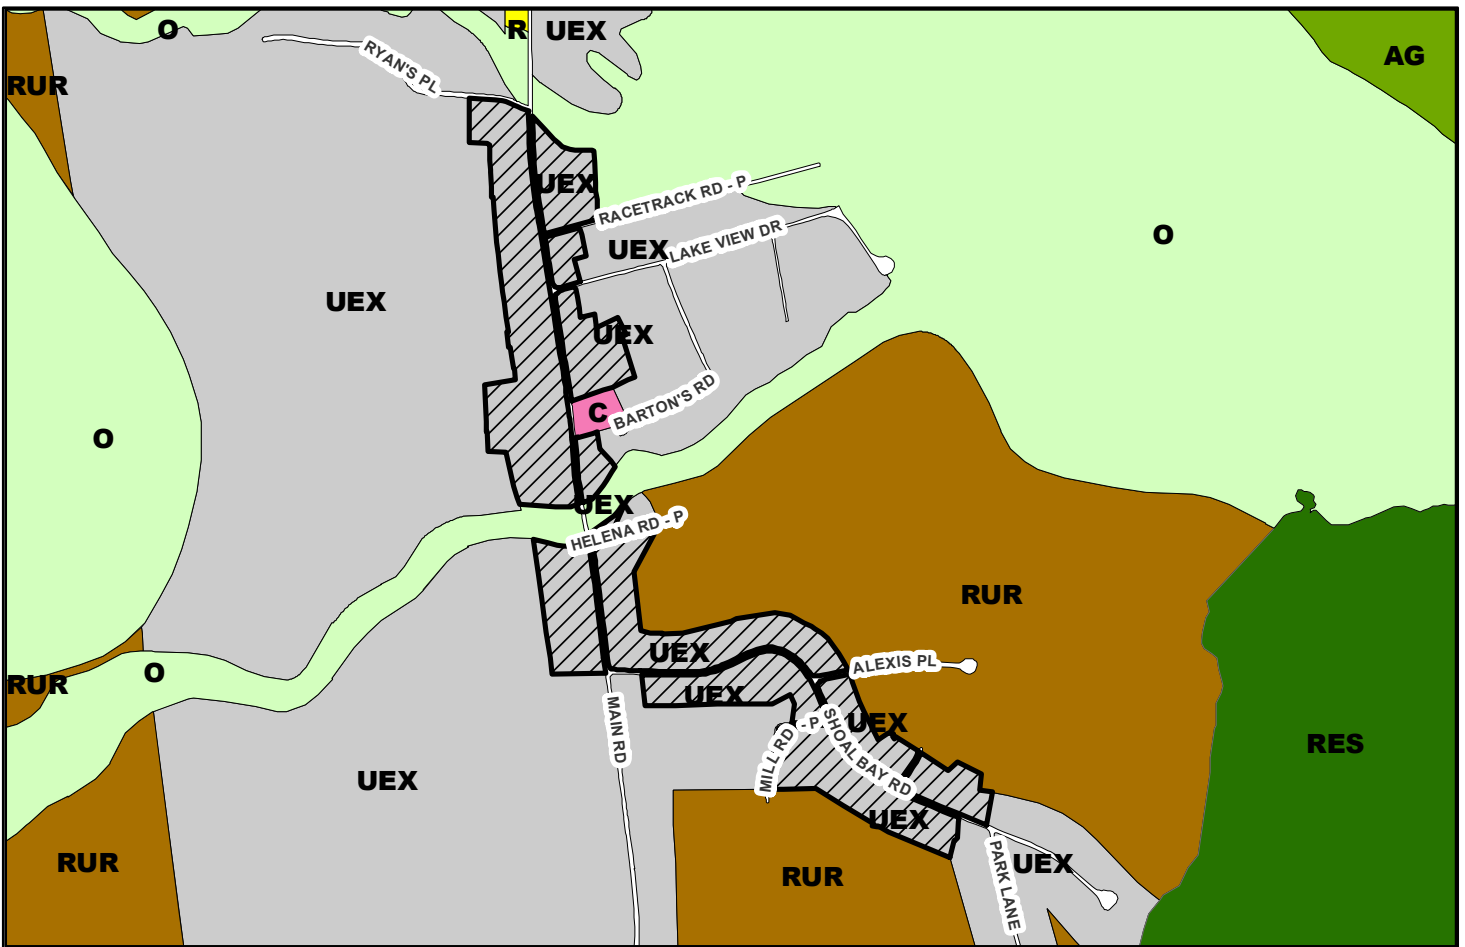 O
R
UEX
RYAN'S PL
AG
RUR
UEX
RACETRACK RD - P
UEX
LAKE VIEW DR
O
UEX
UEX
BARTON'S RD
C
O
UEX
HELENA RD - P
RUR
UEX
ALEXIS PL
O
RUR
UEX
MAIN RD
MILL RD - P
SHOAL BAY RD
UEX
RES
UEX
UEX
RUR
RUR
PARK LANE
UEX